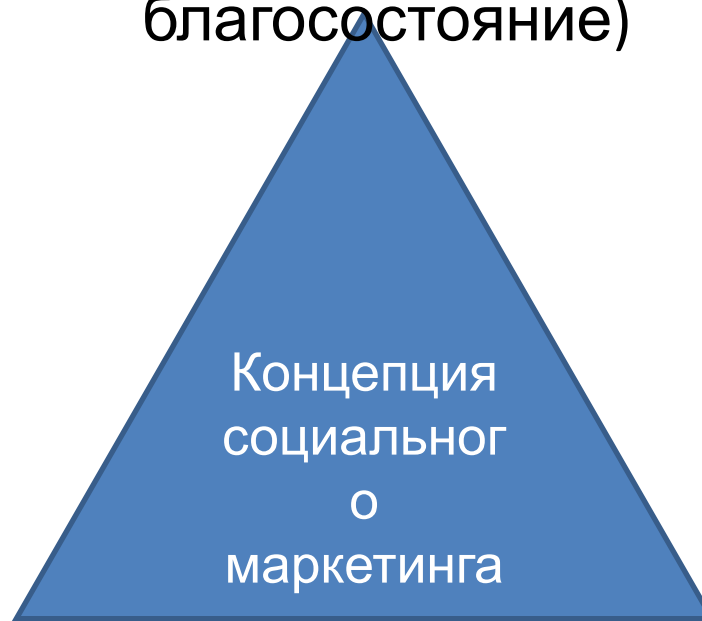 благосостояние)
Концепция
социальног
о
маркетинга